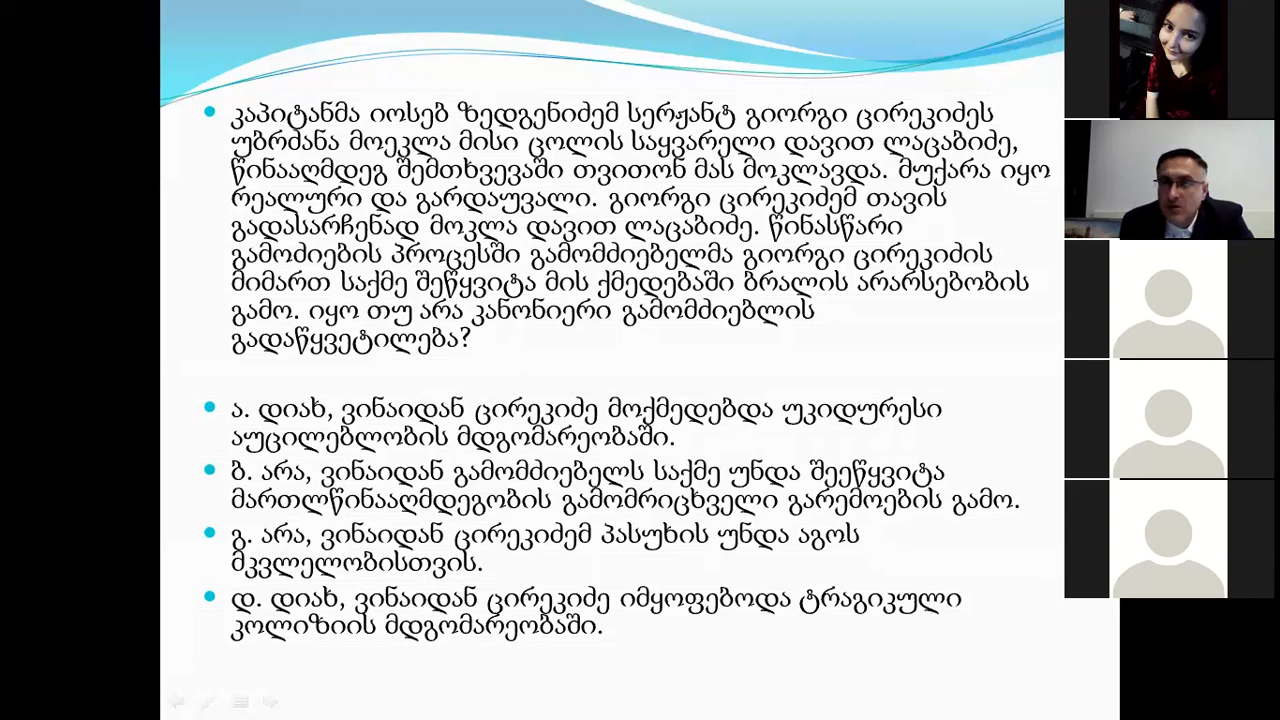 კაპიტანმა იოსებ ზედგენიძემ სერჟანტ გიორგი ცირეკიძეს
უბრძანა მოეკლა მისი ცოლის საყვარელი დავით ლაცაბიძე,
წინააღმდეგ შემთხვევაში თვითონ მას მოკლავდა. მუქარა იყო
რეალური და გარდაუვალი. გიორგი ცირეკიძემ თავის
გადასარჩენად მოკლა დავით ლაცაბიძე. წინასწარი
გამოძიების პროცესში გამომძიებელმა გიორგი ცირეკიძის
მიმართ საქმე შეწყვიტა მის ქმედებაში ბრალის არარსებობის
გამო. იყო თუ არა კანონიერი გამომძიებლის
გადაწყვეტილება?
ა. დიახ, ვინაიდან ცირეკიძე მოქმედებდა უკიდურესი
აუცილებლობის მდგომარეობაში.
ბ. არა, ვინაიდან გამომძიებელს საქმე უნდა შეეწყვიტა
მართლწინააღმდეგობის გამომრიცხველი გარემოების გამო.
გ. არა, ვინაიდან ცირეკიძემ პასუხის უნდა აგოს
მკვლელობისთვის.
დ. დიახ, ვინაიდან ცირეკიძე იმყოფებოდა ტრაგიკული
კოლიზიის მდგომარეობაში.